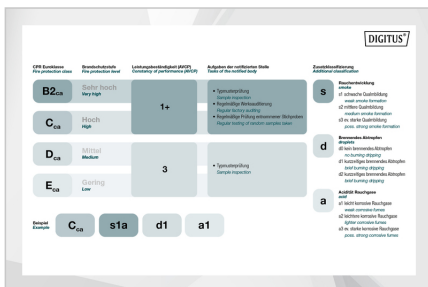 DIGITUS®
CPR Euroklasse
Fire protection class
Brandschutzstufe
Fire protection level
Leistungsbeständigkeit (AVCP)
Constancy of performance (AVCP)
Aufgaben der notifizierten Stelle
Tasks of the notified body
Zusatzklassifizierung
Additional classification
B2ca
Sehr hoch
Very high
1+
• Typmusterprüfung
Sample inspection
• Regelmäßige Werksauditierung
Regular factory auditing
• Regelmäßige Prüfung entnommener Stichproben
Regular testing of random samples taken
Cca
Hoch
High
Dca
Mittel
Medium
3
• Typmusterprüfung
Sample inspection
Eca
Gering
Low
s
Rauchentwicklung
smoke
s1 schwache Qualmbildung
weak smoke formation
s2 mittlere Qualmbildung
medium smoke formation
s3 ev. starke Qualmbildung
poss. strong smoke formation
d
Brennendes Abtropfen
droplets
d0 kein brennendes Abtropfen
no burning dripping
d1 kurzzeitiges brennendes Abtropfen
brief burning dripping
d2 kurzzeitiges brennendes Abtropfen
brief burning dripping
a
Acidität Rauchgase
acid
a1 leicht korrosive Rauchgase
weak corrosive fumes
a2 leichtere korrosive Rauchgase
lighter corrosive fumes
a3 ev. starke korrosive Rauchgase
poss. strong corrosive fumes
Beispiel
Example
Cca
s1a
d1
a1